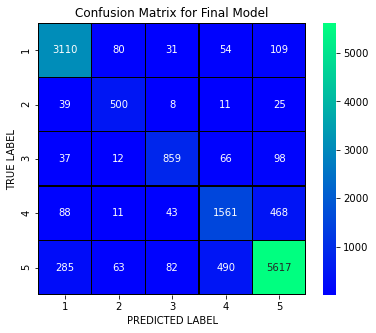 Confusion Matrix for Final Model
TRUE LABEL
1 3110 80 31 54 109
2 39 500 8 11 25
3 37 12 859 66 98
4 88 11 43 1561 468
5 285 63 82 490 5617
1 2 3 4 5
PREDICTED LABEL
5000
4000
3000
2000
1000